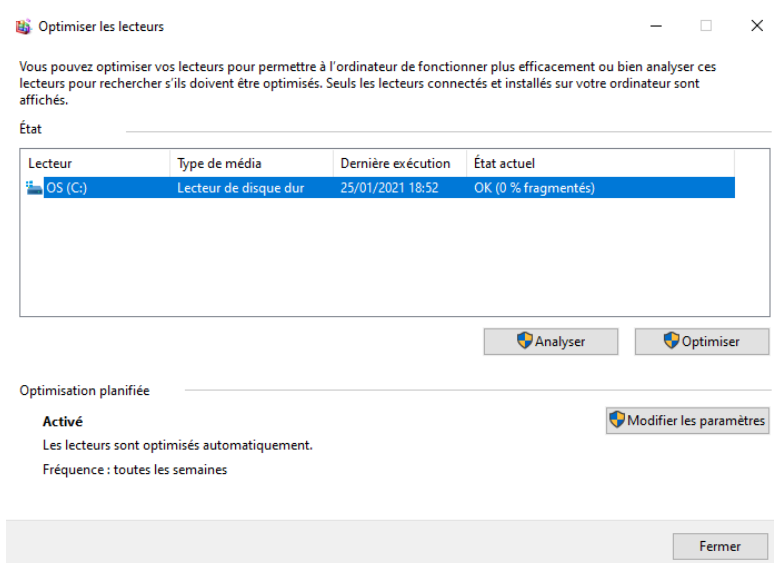 Optimiser les lecteurs
Vous pouvez optimiser vos lecteurs pour permettre à l'ordinateur de fonctionner plus efficacement ou bien analyser ces
lecteurs pour rechercher s'ils doivent être optimisés. Seuls les lecteurs connectés et installés sur votre ordinateur sont
affichés.
État
Lecteur Type de média Dernière exécution État actuel
OS (C:) Lecteur de disque dur 25/01/2021 18:52 OK (0 % fragmentés)
Analyser Optimiser
Optimisation planifiée
Activé Modifier les paramètres
Les lecteurs sont optimisés automatiquement.
Fréquence : toutes les semaines
Fermer